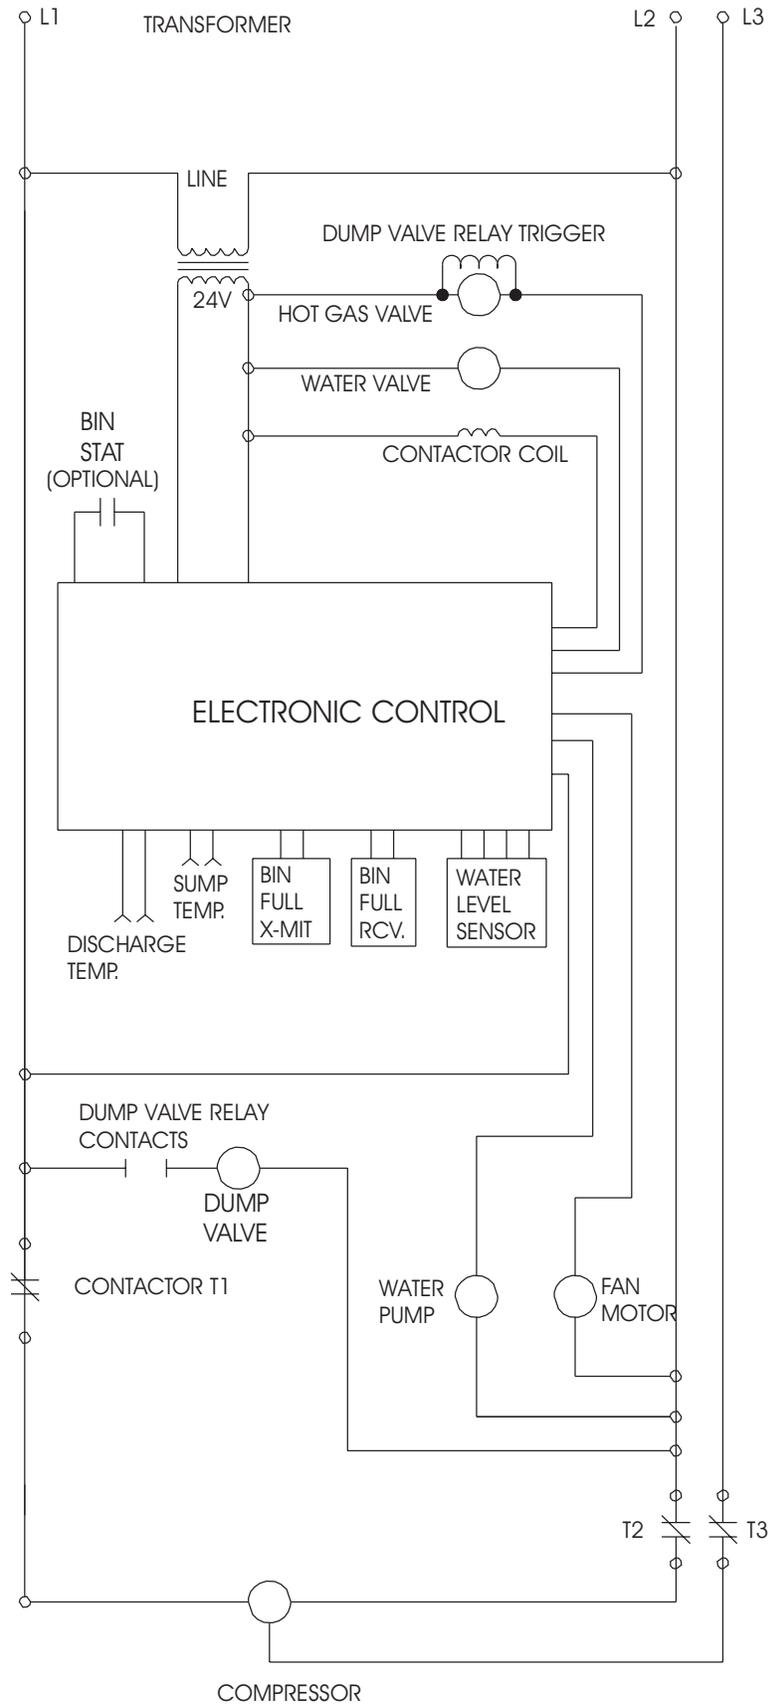 L1
TRANSFORMER
L2
L3
LINE
DUMP VALVE RELAY TRIGGER
24V
HOT GAS VALVE
WATER VALVE
BIN
STAT
(OPTIONAL)
CONTACTOR COIL
ELECTRONIC CONTROL
DISCHARGE
TEMP.
SUMP
TEMP.
BIN
FULL
X-MIT
BIN
FULL
RCV.
WATER
LEVEL
SENSOR
DUMP VALVE RELAY
CONTACTS
DUMP
VALVE
CONTACTOR T1
WATER
PUMP
FAN
MOTOR
T2
T3
COMPRESSOR